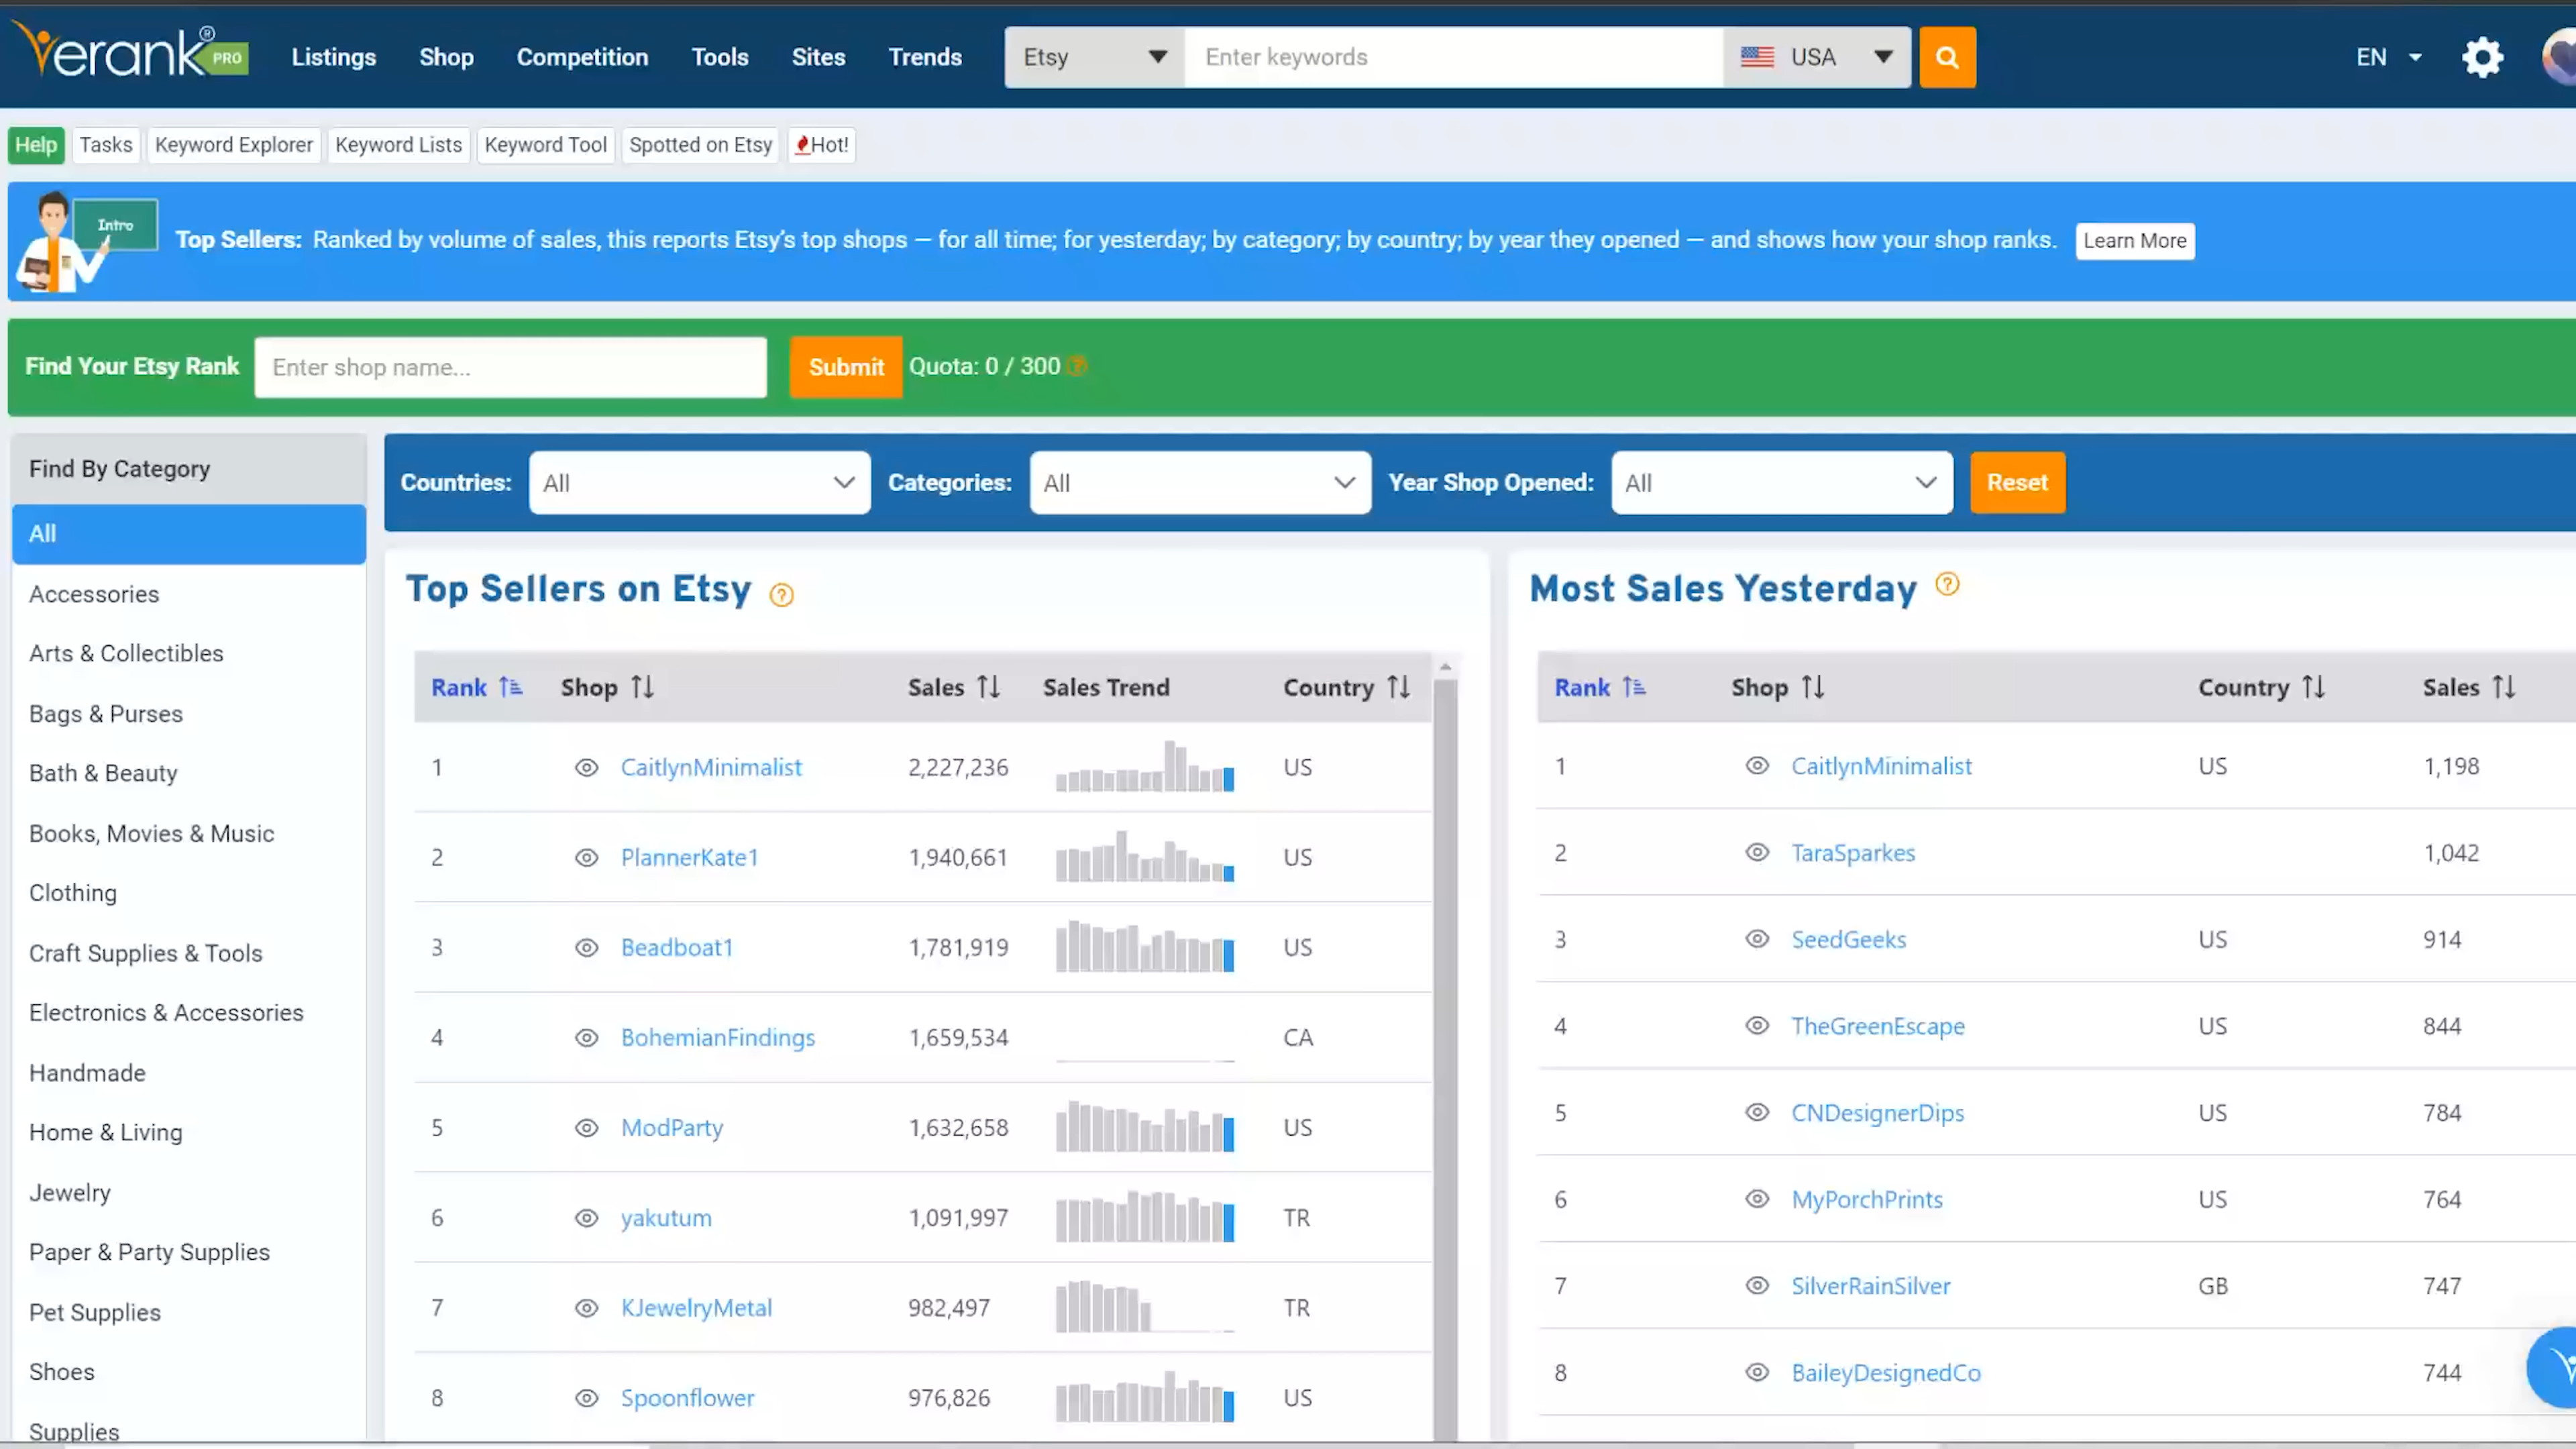 erank® PRO Listings Shop Competition Tools Sites Trends Etsy Enter keywords USA EN
Help Tasks Keyword Explorer Keyword Lists Keyword Tool Spotted on Etsy Hot!
Intro
Top Sellers: Ranked by volume of sales, this reports Etsy's top shops — for all time; for yesterday; by category; by country; by year they opened — and shows how your shop ranks. Learn More
Find Your Etsy Rank Enter shop name... Submit Quota: 0 / 300
Find By Category
All
Accessories
Arts & Collectibles
Bags & Purses
Bath & Beauty
Books, Movies & Music
Clothing
Craft Supplies & Tools
Electronics & Accessories
Handmade
Home & Living
Jewelry
Paper & Party Supplies
Pet Supplies
Shoes
Supplies
Countries: All Categories: All Year Shop Opened: All Reset
Top Sellers on Etsy ?
Rank Shop Sales Sales Trend Country
1 CaitlynMinimalist 2,227,236 US
2 PlannerKate1 1,940,661 US
3 Beadboat1 1,781,919 US
4 BohemianFindings 1,659,534 CA
5 ModParty 1,632,658 US
6 yakutum 1,091,997 TR
7 KJewelryMetal 982,497 TR
8 Spoonflower 976,826 US
Most Sales Yesterday ?
Rank Shop Country Sales
1 CaitlynMinimalist US 1,198
2 TaraSparkes 1,042
3 SeedGeeks US 914
4 TheGreenEscape US 844
5 CNDesignerDips US 784
6 MyPorchPrints US 764
7 SilverRainSilver GB 747
8 BaileyDesignedCo 744